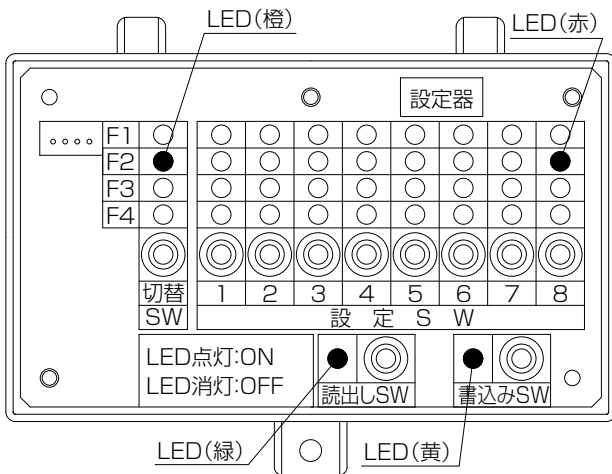 LED(橙)
LED(赤)
設定器
F1
F2
F3
F4
切替
SW
1 2 3 4 5 6 7 8
設定SW
LED点灯:ON
LED消灯:OFF
読出しSW
書込みSW
LED(緑)
LED(黄)